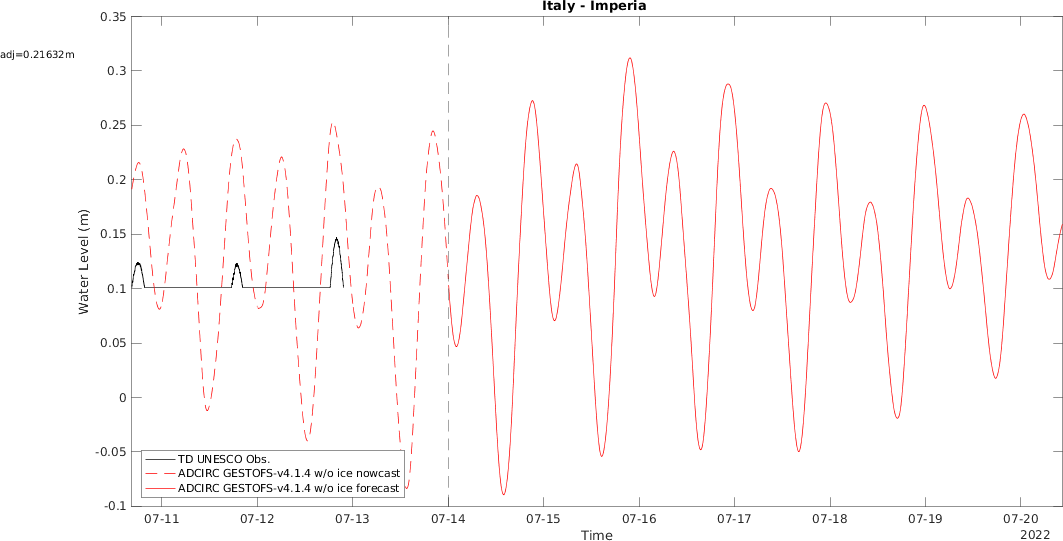 Italy - Imperia
adj=0.21632m
0.35
0.3
0.25
0.2
0.15
0.1
0.05
0
-0.05
-0.1
Water Level (m)
TD UNESCO Obs.
ADCIRC GESTOFS-v4.1.4 w/o ice nowcast
ADCIRC GESTOFS-v4.1.4 w/o ice forecast
07-11 07-12 07-13 07-14 07-15 07-16 07-17 07-18 07-19 07-20
Time
2022